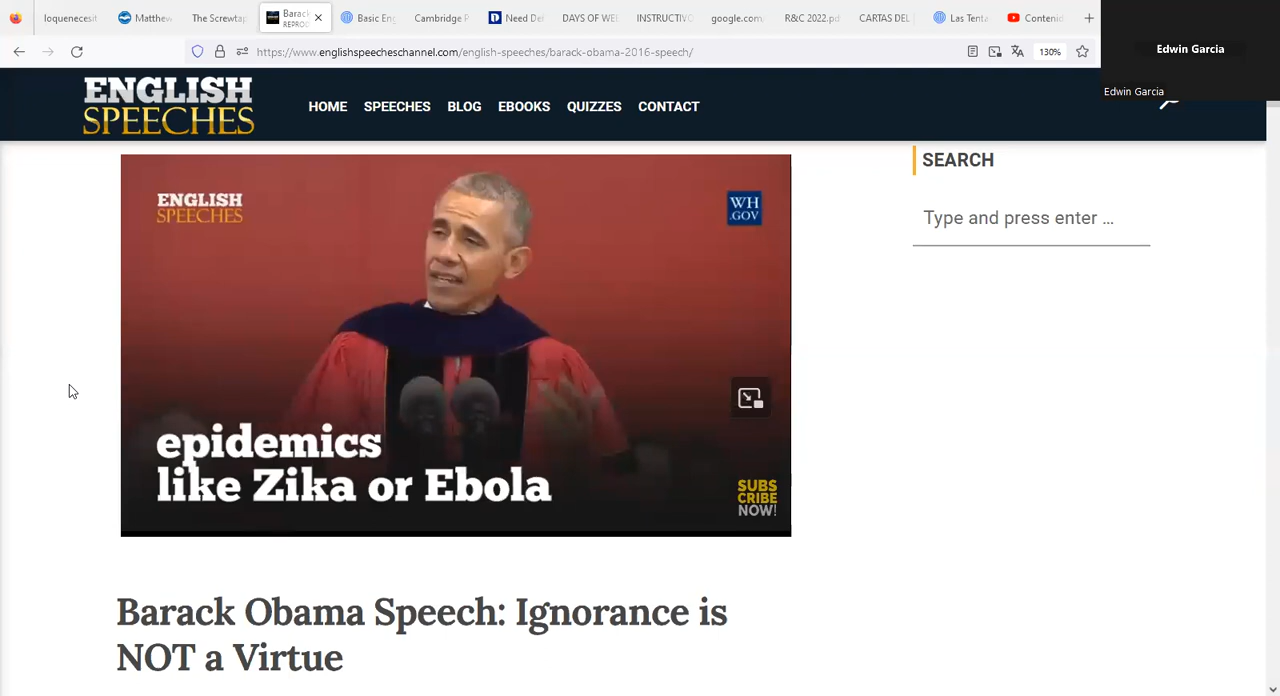 loquenecesit
Matthew
The Screwtap
Barack
REPROD
Basic Eng
Cambridge P
Need De
DAYS OF WE
INSTRUCTIVO
google.com
R&C 2022.pd
CARTAS DEL
Las Tenta
Contenid
https://www.englishspeecheschannel.com/english-speeches/barack-obama-2016-speech/
130%
Edwin Garcia
Edwin Garcia
ENGLISH
SPEECHES
HOME
SPEECHES
BLOG
EBOOKS
QUIZZES
CONTACT
ENGLISH
SPEECHES
WH
.GOV
epidemics
like Zika or Ebola
SUBS
CRIBE
NOW!
SEARCH
Type and press enter …
Barack Obama Speech: Ignorance is
NOT a Virtue